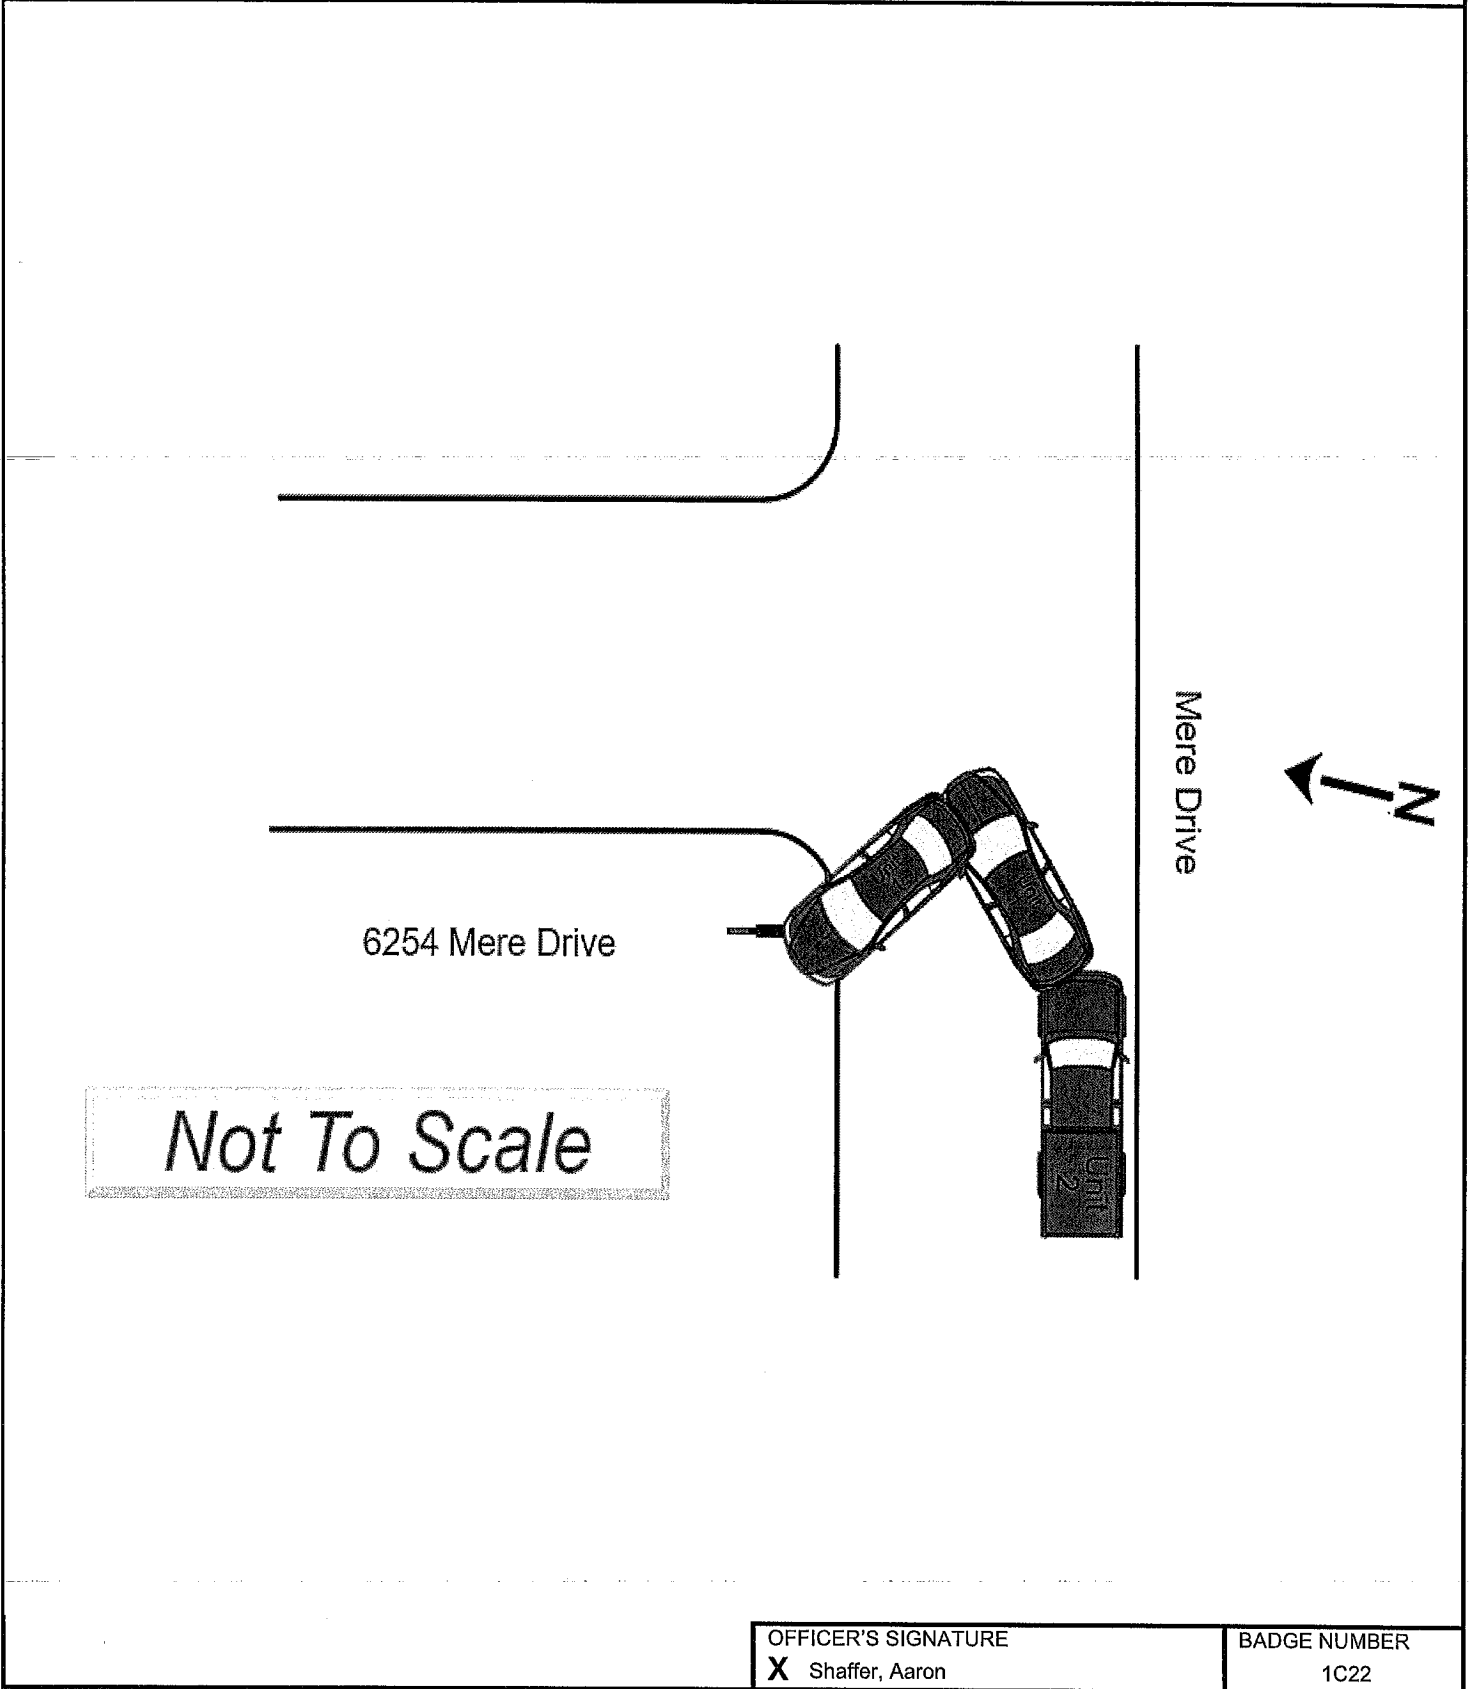 Mere Drive
N
6254 Mere Drive
Not To Scale
Unit
2
OFFICER'S SIGNATURE
X Shaffer, Aaron
BADGE NUMBER
1C22